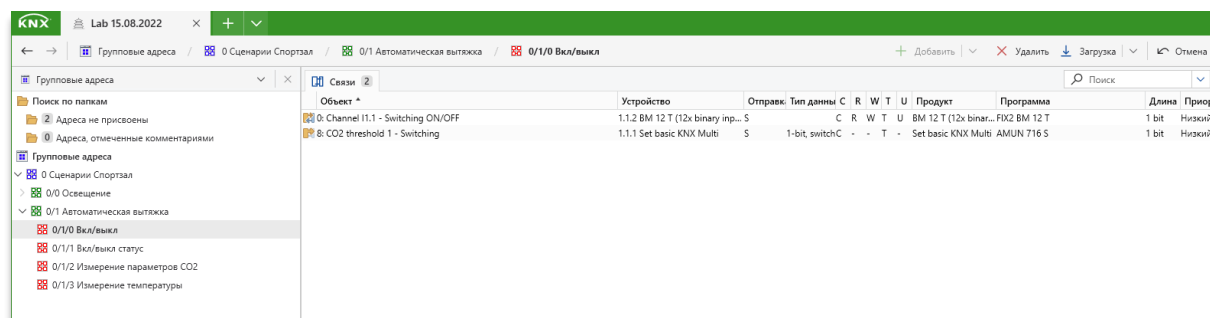 KNX Lab 15.08.2022 × +
Групповые адреса / 0 Сценарии Спортзал / 0/1 Автоматическая вытяжка / 0/1/0 Вкл/выкл
+ Добавить Удалить Загрузка Отмена
Групповые адреса
Связи 2 Поиск
Поиск по папкам
2 Адреса не присвоены
0 Адреса, отмеченные комментариями
Групповые адреса
0 Сценарии Спортзал
0/0 Освещение
0/1 Автоматическая вытяжка
0/1/0 Вкл/выкл
0/1/1 Вкл/выкл статус
0/1/2 Измерение параметров CO2
0/1/3 Измерение температуры
Объект Устройство Отправк Тип данны C R W T U Продукт Программа Длина Приор
0: Channel I1.1 - Switching ON/OFF 1.1.2 BM 12 T (12x binary inp... S C R W T U BM 12 T (12x binar... FIX2 BM 12 T 1 bit Низкий
8: CO2 threshold 1 - Switching 1.1.1 Set basic KNX Multi S 1-bit, switch C - - T - Set basic KNX Multi AMUN 716 S 1 bit Низкий